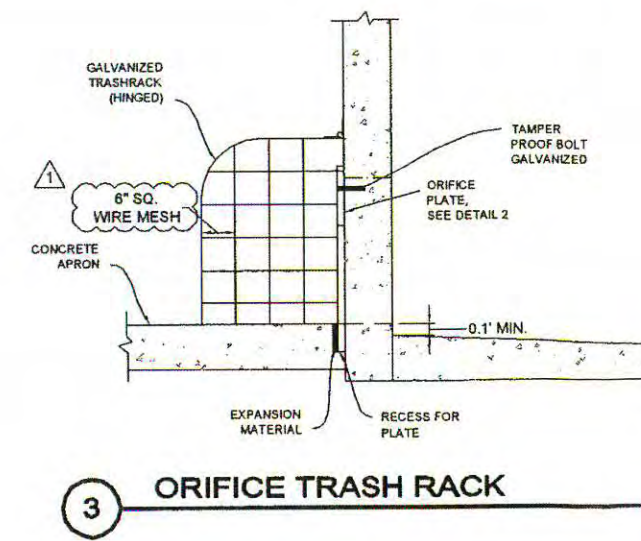 GALVANIZED
TRASHRACK
(HINGED)
1
6" SQ.
WIRE MESH
CONCRETE
APRON
TAMPER
PROOF BOLT
GALVANIZED
ORIFICE
PLATE,
SEE DETAIL 2
0.1' MIN.
EXPANSION
MATERIAL
RECESS FOR
PLATE
3
ORIFICE TRASH RACK